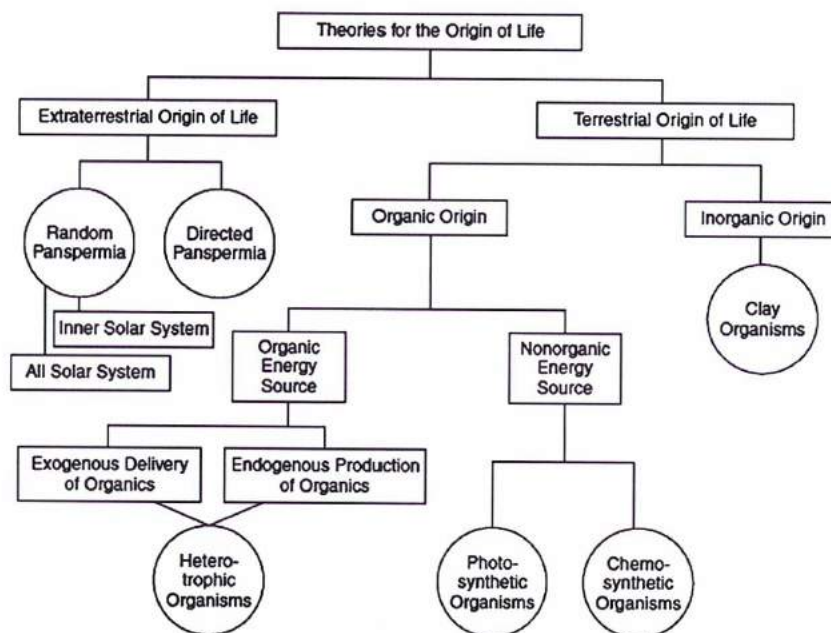 Theories for the Origin of Life
Extraterrestrial Origin of Life
Terrestrial Origin of Life
Random
Panspermia
Directed
Panspermia
Organic Origin
Inorganic Origin
Inner Solar System
All Solar System
Organic
Energy
Source
Nonorganic
Energy
Source
Clay
Organisms
Exogenous Delivery
of Organics
Endogenous Production
of Organics
Hetero-
trophic
Organisms
Photo-
synthetic
Organisms
Chemo-
synthetic
Organisms